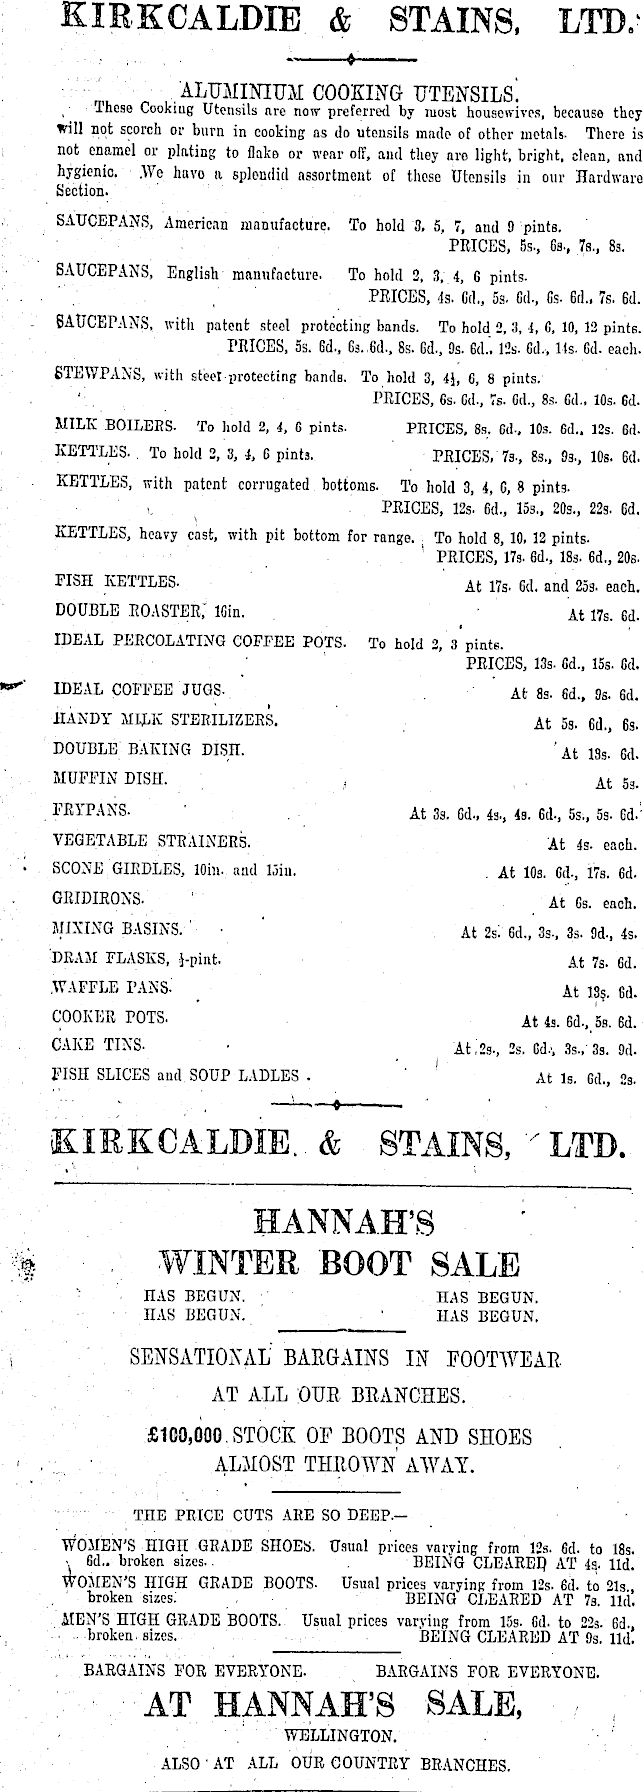 KIRKCALDIE & STAINS, LTD.
ALUMINIUM COOKING UTENSILS.
These Cooking Utensils are now preferred by most housewives, because they
will not scorch or burn in cooking as do utensils made of other metals. There is
not enamel or plating to flake or wear off, and they are light, bright, clean, and
hygienic. We have a splendid assortment of these Utensils in our Hardware
Section.
SAUCEPANS, American manufacture. To hold 3, 5, 7, and 9 pints.
PRICES, 5s., 6s., 7s., 8s.
SAUCEPANS, English manufacture. To hold 2, 3, 4, 6 pints.
PRICES, 4s. 6d., 5s. 6d., 6s. 6d., 7s. 6d.
SAUCEPANS, with patent steel protecting bands. To hold 2, 3, 4, 6, 10, 12 pints.
PRICES, 5s. 6d., 6s. 6d., 8s. 6d., 9s. 6d., 12s. 6d., 14s. 6d. each.
STEWPANS, with steel protecting bands. To hold 3, 4½, 6, 8 pints.
PRICES, 6s. 6d., 7s. 6d., 8s. 6d., 10s. 6d.
MILK BOILERS. To hold 2, 4, 6 pints. PRICES, 8s. 6d., 10s. 6d., 12s. 6d.
KETTLES. To hold 2, 3, 4, 6 pints. PRICES, 7s., 8s., 9s., 10s. 6d.
KETTLES, with patent corrugated bottoms. To hold 3, 4, 6, 8 pints.
PRICES, 12s. 6d., 15s., 20s., 22s. 6d.
KETTLES, heavy cast, with pit bottom for range. To hold 8, 10, 12 pints.
PRICES, 17s. 6d., 18s. 6d., 20s.
FISH KETTLES. At 17s. 6d. and 25s. each.
DOUBLE ROASTER, 16in. At 17s. 6d.
IDEAL PERCOLATING COFFEE POTS. To hold 2, 3 pints.
PRICES, 13s. 6d., 15s. 6d.
IDEAL COFFEE JUGS. At 8s. 6d., 9s. 6d.
HANDY MILK STERILIZERS. At 5s. 6d., 6s.
DOUBLE BAKING DISH. At 13s. 6d.
MUFFIN DISH. At 5s.
FRYPANS. At 3s. 6d., 4s., 4s. 6d., 5s., 5s. 6d.
VEGETABLE STRAINERS. At 4s. each.
SCONE GIRDLES, 10in. and 15in. At 10s. 6d., 17s. 6d.
GRIDIRONS. At 6s. each.
MIXING BASINS. At 2s. 6d., 3s., 3s. 9d., 4s.
DRAM FLASKS, ½-pint. At 7s. 6d.
WAFFLE PANS. At 13s. 6d.
COOKER POTS. At 4s. 6d., 5s. 6d.
CAKE TINS. At 2s., 2s. 6d., 3s., 3s. 9d.
FISH SLICES and SOUP LADLES. At 1s. 6d., 2s.
KIRKCALDIE & STAINS, LTD.
HANNAH'S
WINTER BOOT SALE
HAS BEGUN. HAS BEGUN.
HAS BEGUN. HAS BEGUN.
SENSATIONAL BARGAINS IN FOOTWEAR
AT ALL OUR BRANCHES.
£100,000 STOCK OF BOOTS AND SHOES
ALMOST THROWN AWAY.
THE PRICE CUTS ARE SO DEEP.—
WOMEN'S HIGH GRADE SHOES. Usual prices varying from 12s. 6d. to 18s.
6d., broken sizes. BEING CLEARED AT 4s. 11d.
WOMEN'S HIGH GRADE BOOTS. Usual prices varying from 12s. 6d. to 21s.,
broken sizes. BEING CLEARED AT 7s. 11d.
MEN'S HIGH GRADE BOOTS. Usual prices varying from 15s. 6d. to 22s. 6d.,
broken sizes. BEING CLEARED AT 9s. 11d.
BARGAINS FOR EVERYONE. BARGAINS FOR EVERYONE.
AT HANNAH'S SALE,
WELLINGTON.
ALSO AT ALL OUR COUNTRY BRANCHES.